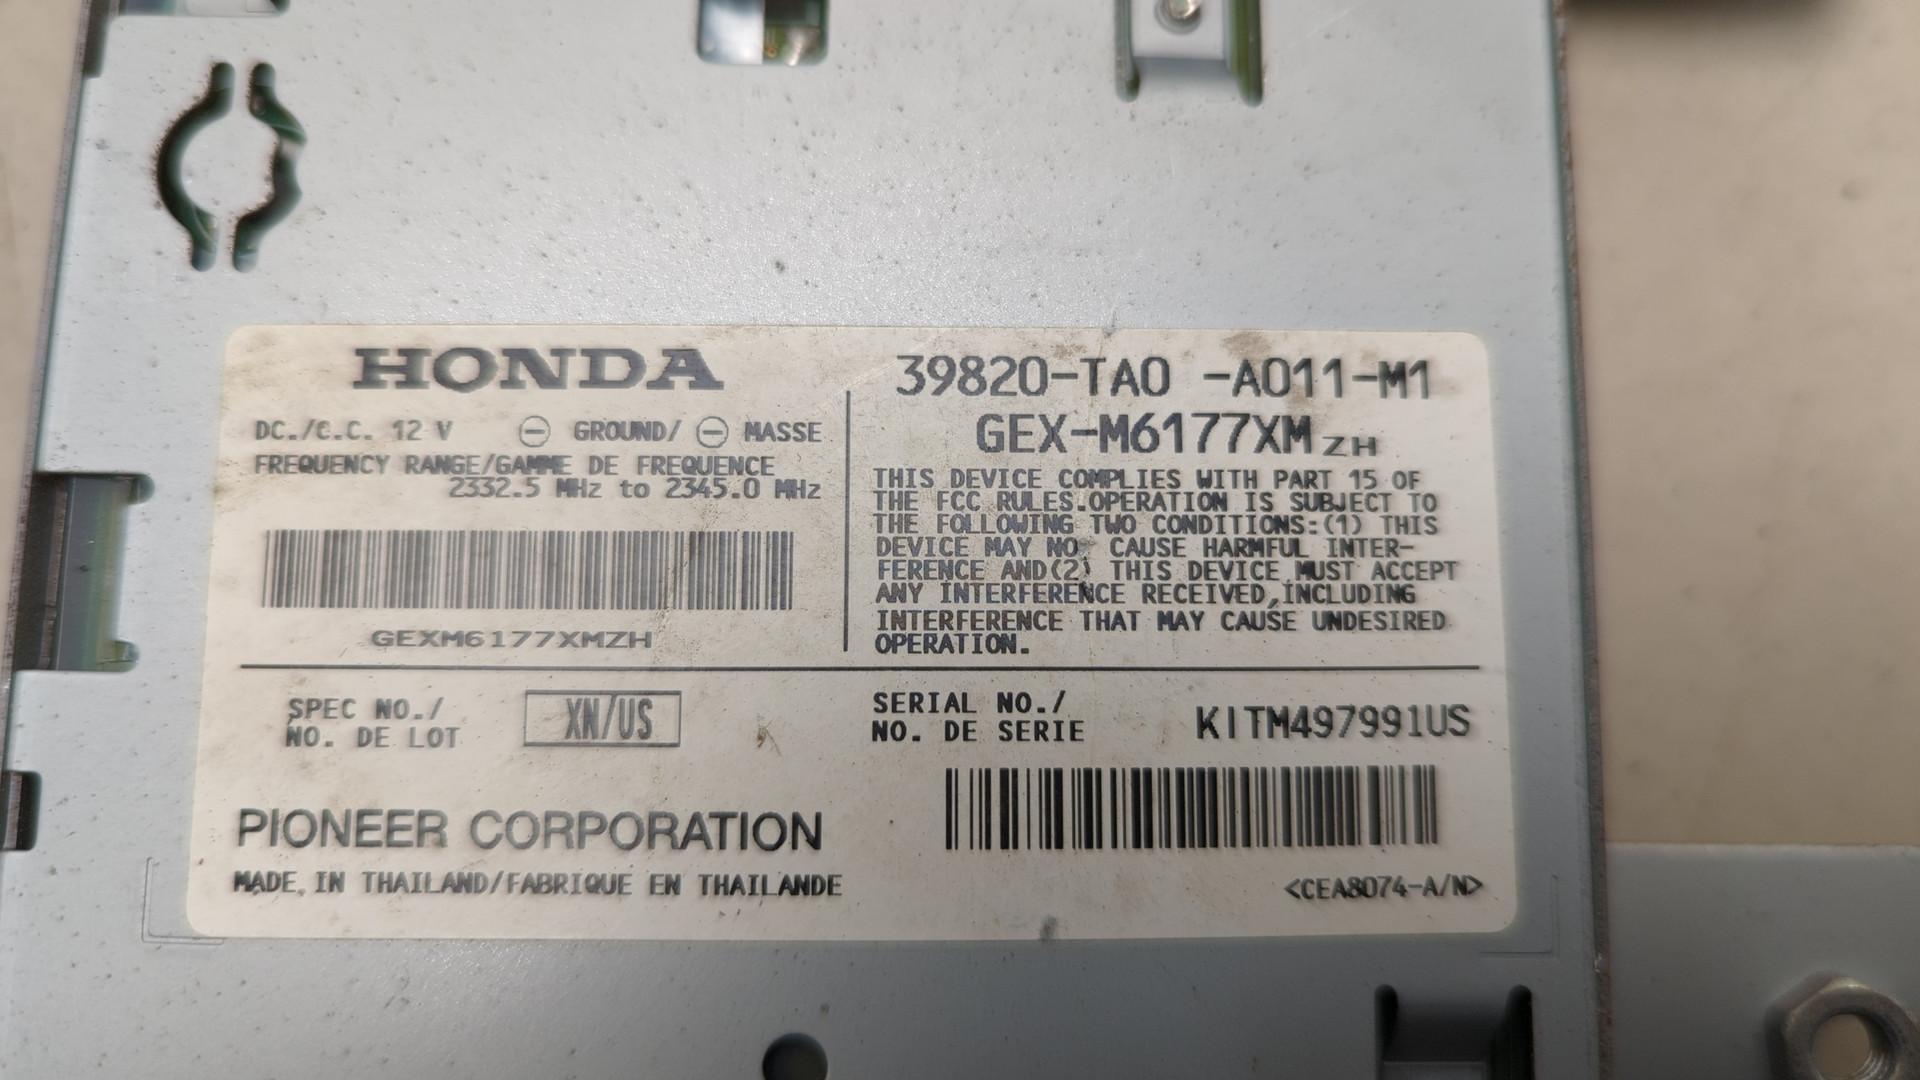 HONDA
DC./C.C. 12 V ⊖ GROUND/ ⊖ MASSE
FREQUENCY RANGE/GAMME DE FREQUENCE
2332.5 MHz to 2345.0 MHz
GEXM6177XMZH
39820-TA0 -A011-M1
GEX-M6177XM ZH
THIS DEVICE COMPLIES WITH PART 15 OF
THE FCC RULES.OPERATION IS SUBJECT TO
THE FOLLOWING TWO CONDITIONS:(1) THIS
DEVICE MAY NOT CAUSE HARMFUL INTER-
FERENCE AND(2) THIS DEVICE MUST ACCEPT
ANY INTERFERENCE RECEIVED,INCLUDING
INTERFERENCE THAT MAY CAUSE UNDESIRED
OPERATION.
SPEC NO./
NO. DE LOT
XN/US
SERIAL NO./
NO. DE SERIE
KITM497991US
PIONEER CORPORATION
MADE IN THAILAND/FABRIQUE EN THAILANDE
<CEA8074-A/N>